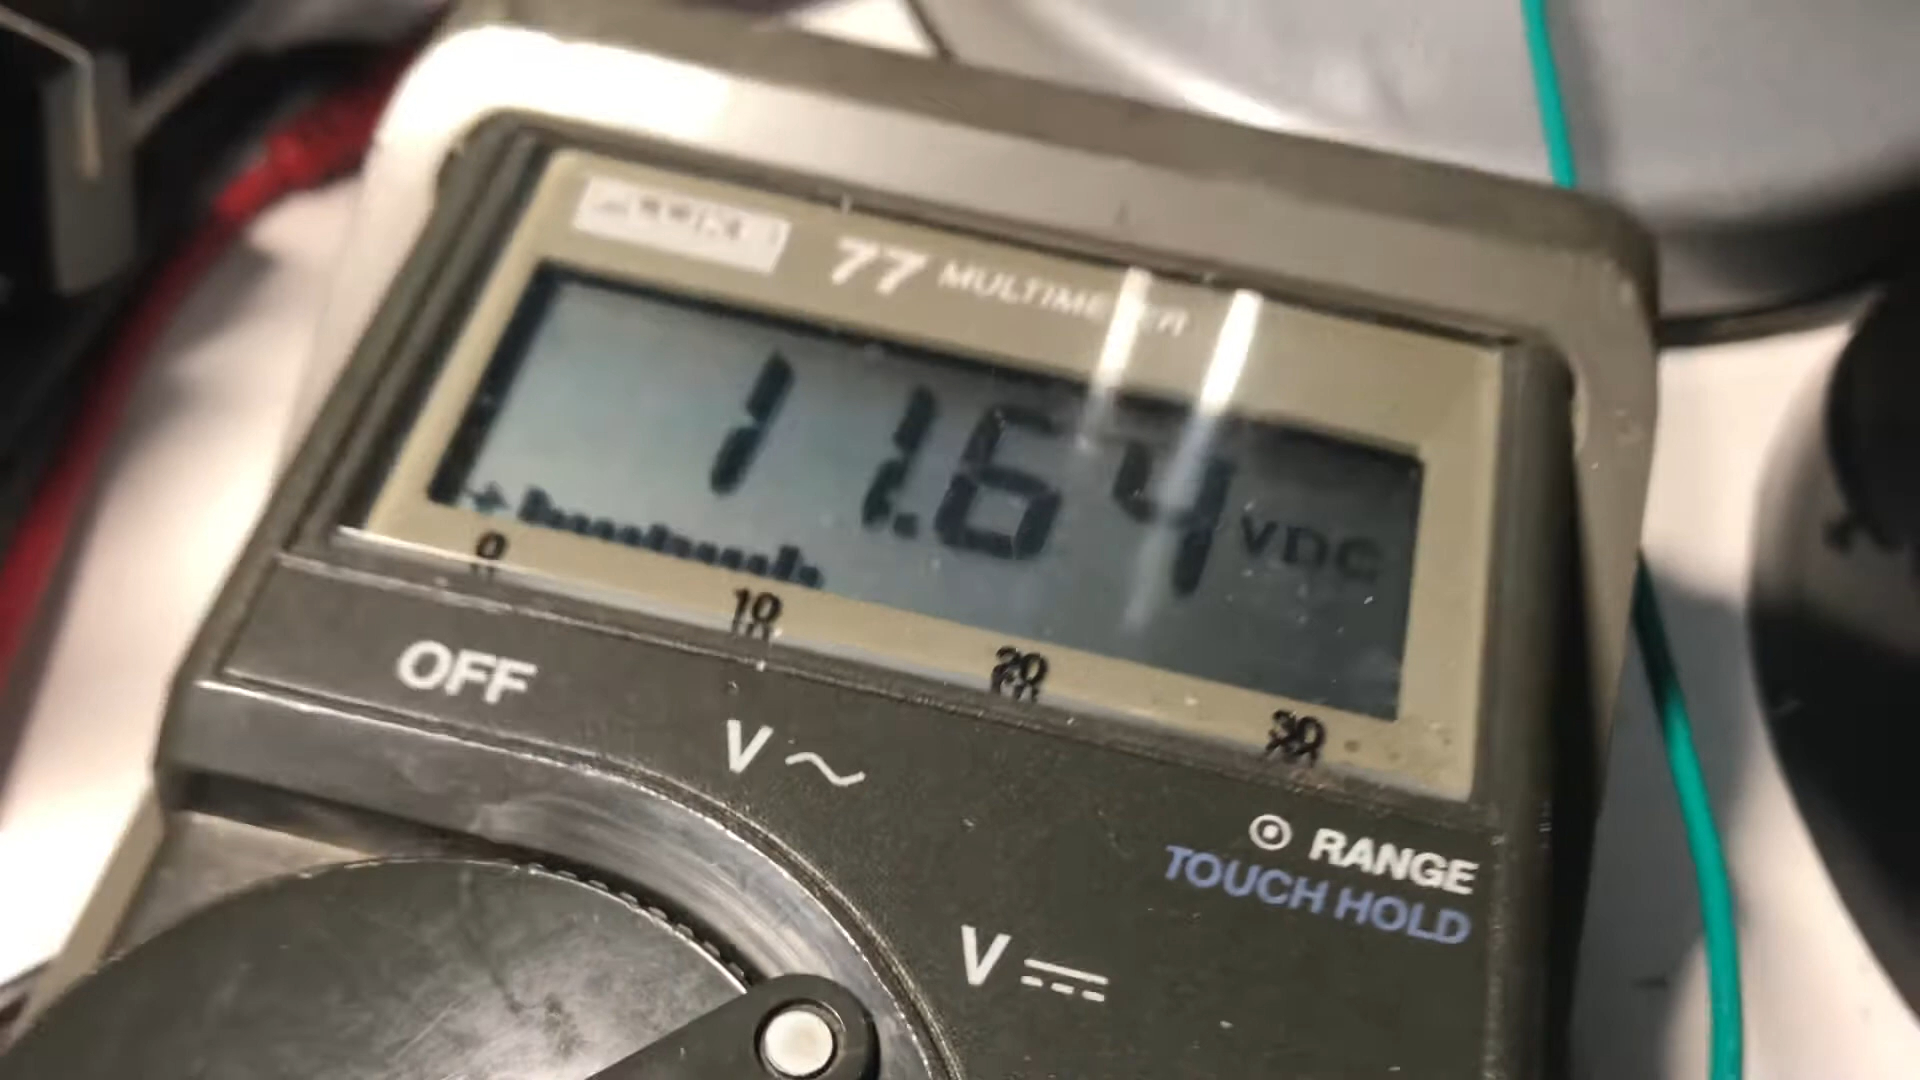 77 MULTIMETER
11.64 VDC
0 10 20 30
OFF
V~
RANGE
TOUCH HOLD
V⎓